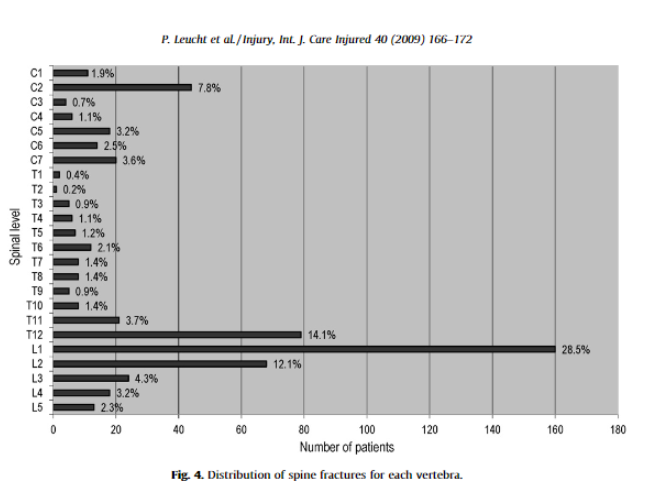 P. Leucht et al. / Injury, Int. J. Care Injured 40 (2009) 166–172
C1 1.9%
C2 7.8%
C3 0.7%
C4 1.1%
C5 3.2%
C6 2.5%
C7 3.6%
T1 0.4%
T2 0.2%
T3 0.9%
T4 1.1%
T5 1.2%
T6 2.1%
T7 1.4%
T8 1.4%
T9 0.9%
T10 1.4%
T11 3.7%
T12 14.1%
L1 28.5%
L2 12.1%
L3 4.3%
L4 3.2%
L5 2.3%
Spinal level
0 20 40 60 80 100 120 140 160 180
Number of patients
Fig. 4. Distribution of spine fractures for each vertebra.